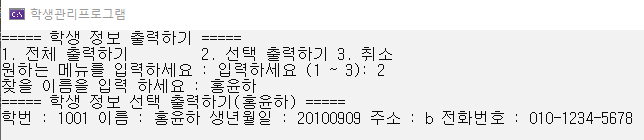 학생관리프로그램
===== 학생 정보 출력하기 =====
1. 전체 출력하기 2. 선택 출력하기 3. 취소
원하는 메뉴를 입력하세요 : 입력하세요 (1 ~ 3): 2
찾을 이름을 입력 하세요 : 홍윤하
===== 학생 정보 선택 출력하기(홍윤하) =====
학번 : 1001 이름 : 홍윤하 생년월일 : 20100909 주소 : b 전화번호 : 010-1234-5678